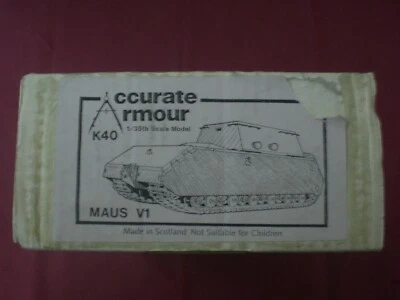 Accurate
Armour
K40
1/35th Scale Model
MAUS V1
Made in Scotland Not Suitable for Children